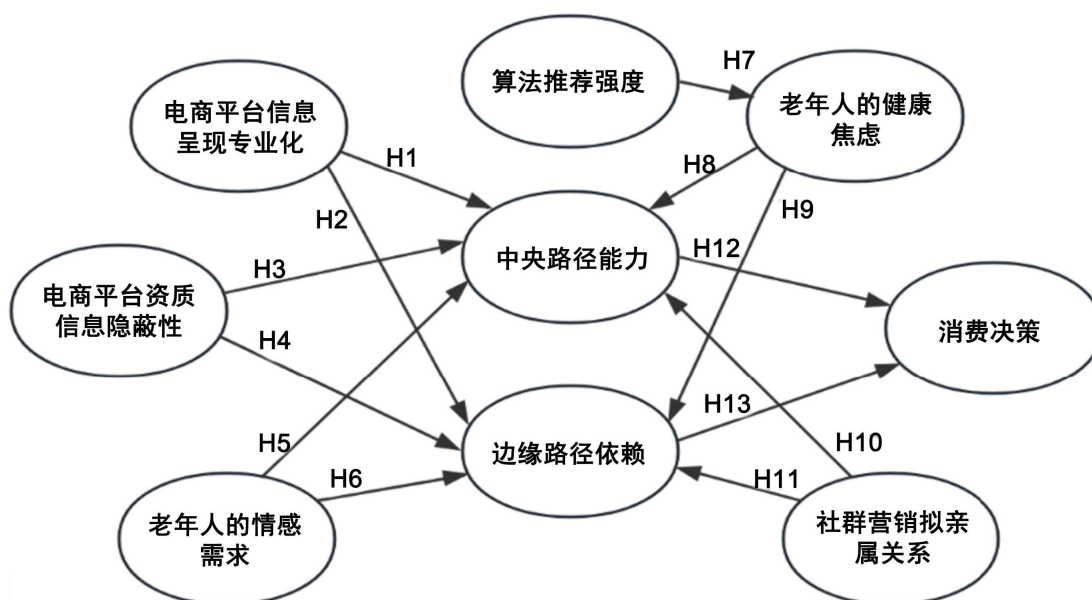 算法推荐强度
H7
老年人的健康
焦虑
电商平台信息
呈现专业化
H1
H2
H8
H9
中央路径能力
H12
H3
电商平台资质
信息隐蔽性
H4
消费决策
H13
边缘路径依赖
H5
H6
H10
H11
老年人的情感
需求
社群营销拟亲
属关系